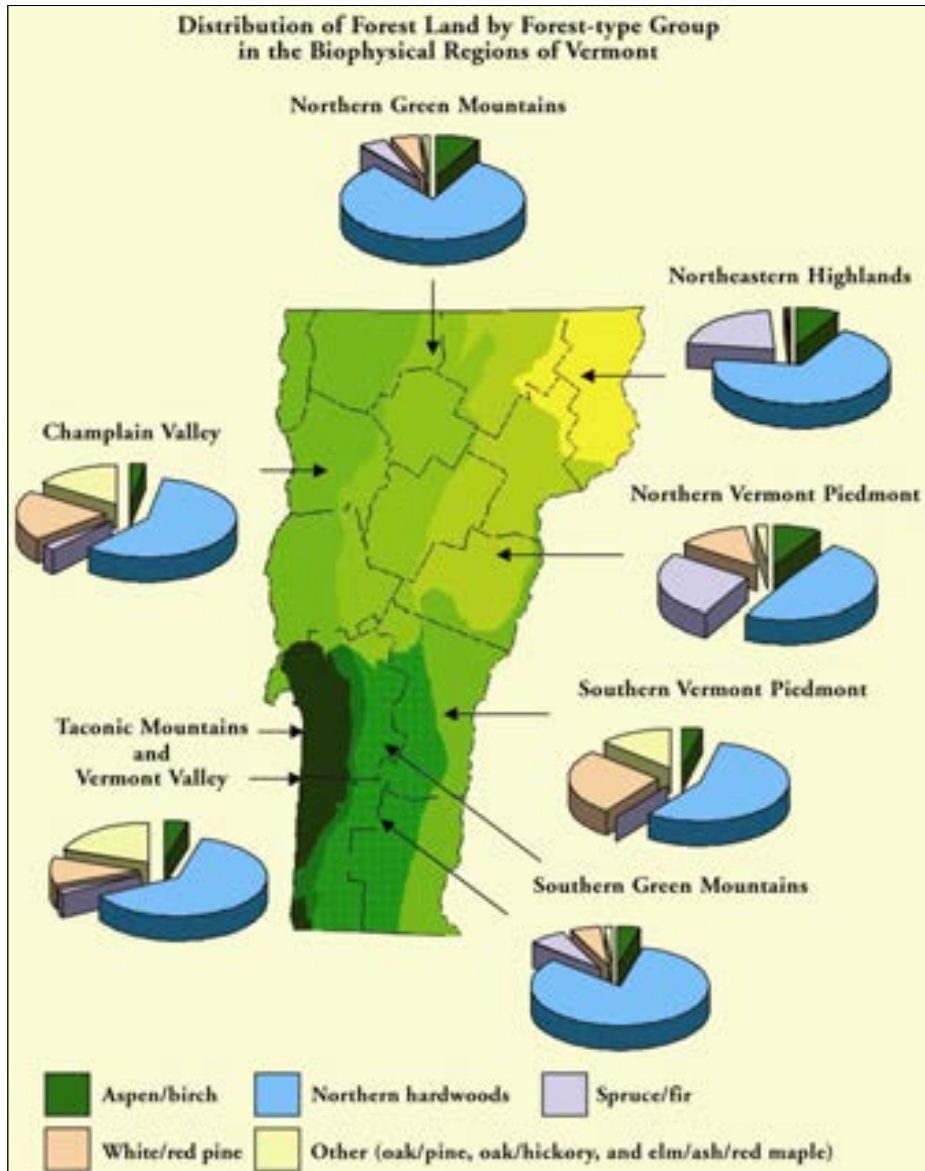 Distribution of Forest Land by Forest-type Group
in the Biophysical Regions of Vermont
Northern Green Mountains
Northeastern Highlands
Champlain Valley
Northern Vermont Piedmont
Southern Vermont Piedmont
Taconic Mountains
and
Vermont Valley
Southern Green Mountains
Aspen/birch
Northern hardwoods
Spruce/fir
White/red pine
Other (oak/pine, oak/hickory, and elm/ash/red maple)